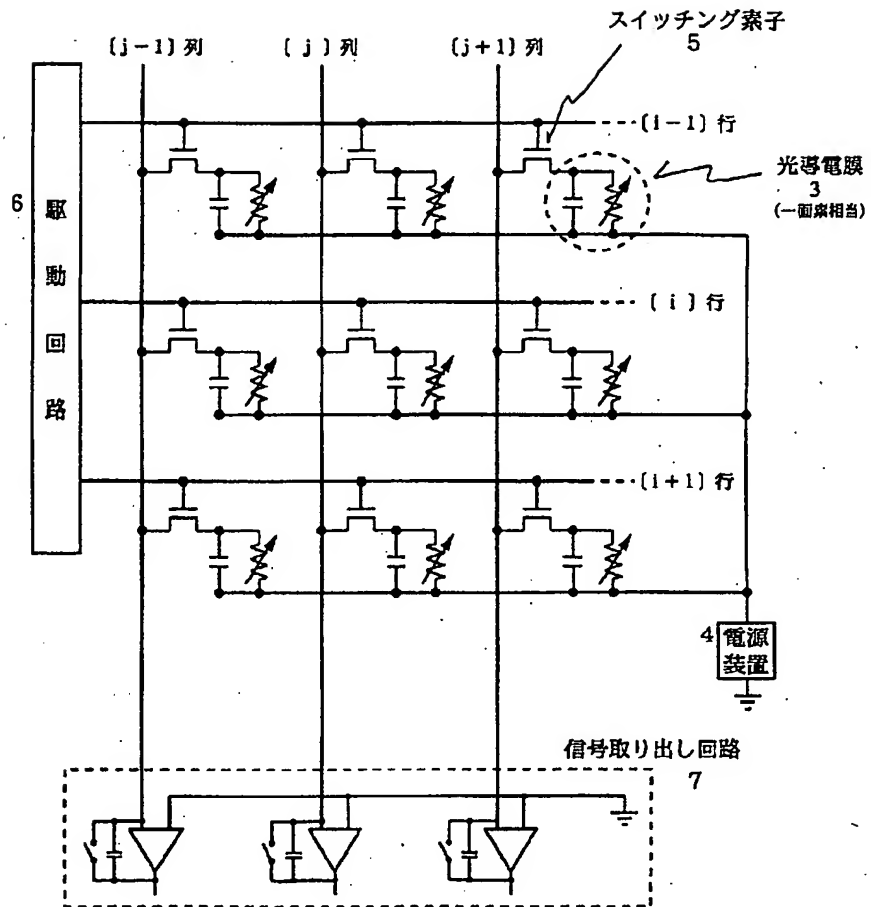 スイッチング素子
5
〔j-1〕列
〔j〕列
〔j+1〕列
〔i-1〕行
光導電膜
3
(一画素相当)
6
駆動回路
〔i〕行
〔i+1〕行
4
電源
装置
信号取り出し回路
7